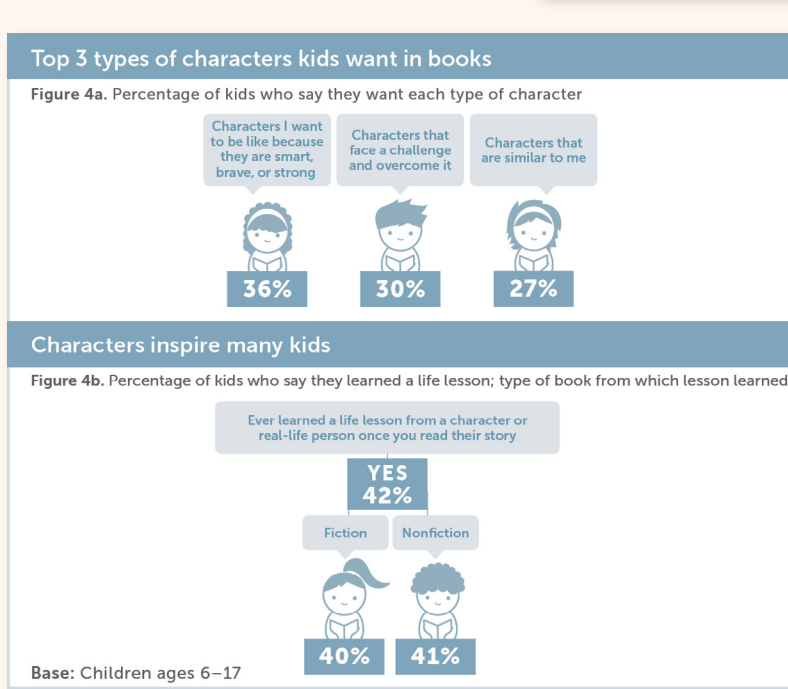 Top 3 types of characters kids want in books
Figure 4a. Percentage of kids who say they want each type of character
Characters I want
to be like because
they are smart,
brave, or strong
Characters that
face a challenge
and overcome it
Characters that
are similar to me
36%
30%
27%
Characters inspire many kids
Figure 4b. Percentage of kids who say they learned a life lesson; type of book from which lesson learned
Ever learned a life lesson from a character or
real-life person once you read their story
YES
42%
Fiction
Nonfiction
40%
41%
Base: Children ages 6–17